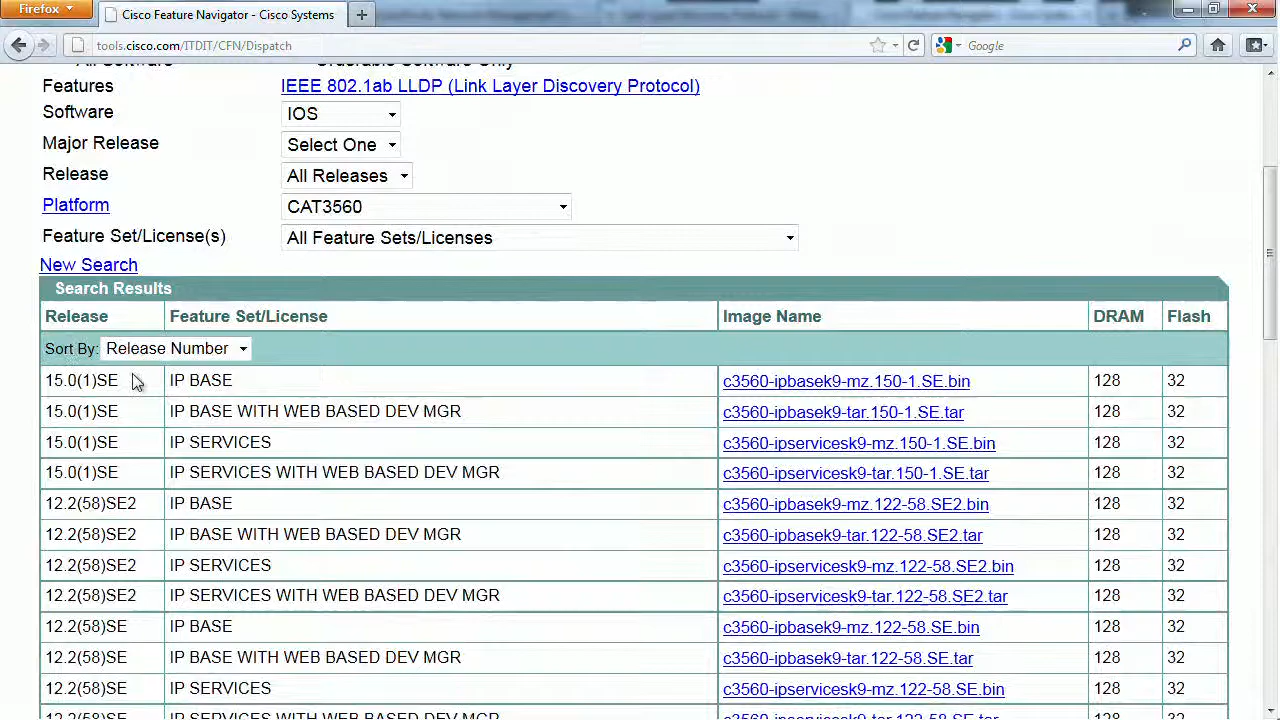 Firefox
Cisco Feature Navigator - Cisco Systems
tools.cisco.com/ITDIT/CFN/Dispatch
Google
Features IEEE 802.1ab LLDP (Link Layer Discovery Protocol)
Software IOS
Major Release Select One
Release All Releases
Platform CAT3560
Feature Set/License(s) All Feature Sets/Licenses
New Search
Search Results
Release Feature Set/License Image Name DRAM Flash
Sort By: Release Number
15.0(1)SE IP BASE c3560-ipbasek9-mz.150-1.SE.bin 128 32
15.0(1)SE IP BASE WITH WEB BASED DEV MGR c3560-ipbasek9-tar.150-1.SE.tar 128 32
15.0(1)SE IP SERVICES c3560-ipservicesk9-mz.150-1.SE.bin 128 32
15.0(1)SE IP SERVICES WITH WEB BASED DEV MGR c3560-ipservicesk9-tar.150-1.SE.tar 128 32
12.2(58)SE2 IP BASE c3560-ipbasek9-mz.122-58.SE2.bin 128 32
12.2(58)SE2 IP BASE WITH WEB BASED DEV MGR c3560-ipbasek9-tar.122-58.SE2.tar 128 32
12.2(58)SE2 IP SERVICES c3560-ipservicesk9-mz.122-58.SE2.bin 128 32
12.2(58)SE2 IP SERVICES WITH WEB BASED DEV MGR c3560-ipservicesk9-tar.122-58.SE2.tar 128 32
12.2(58)SE IP BASE c3560-ipbasek9-mz.122-58.SE.bin 128 32
12.2(58)SE IP BASE WITH WEB BASED DEV MGR c3560-ipbasek9-tar.122-58.SE.tar 128 32
12.2(58)SE IP SERVICES c3560-ipservicesk9-mz.122-58.SE.bin 128 32